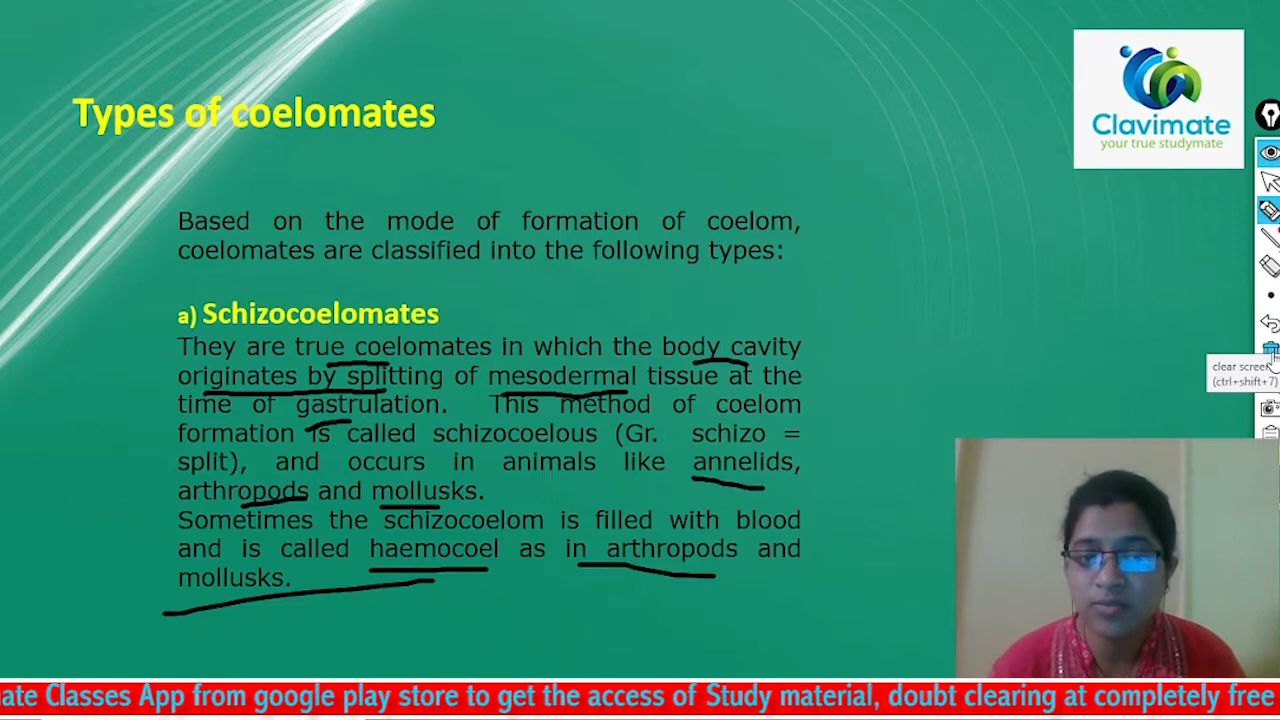 Types of coelomates
Clavimate
your true studymate
Based on the mode of formation of coelom,
coelomates are classified into the following types:
a) Schizocoelomates
They are true coelomates in which the body cavity
originates by splitting of mesodermal tissue at the
time of gastrulation. This method of coelom
formation is called schizocoelous (Gr. schizo =
split), and occurs in animals like annelids,
arthropods and mollusks.
Sometimes the schizocoelom is filled with blood
and is called haemocoel as in arthropods and
mollusks.
clear screen
(ctrl+shift+7)
mate Classes App from google play store to get the access of Study material, doubt clearing at completely free